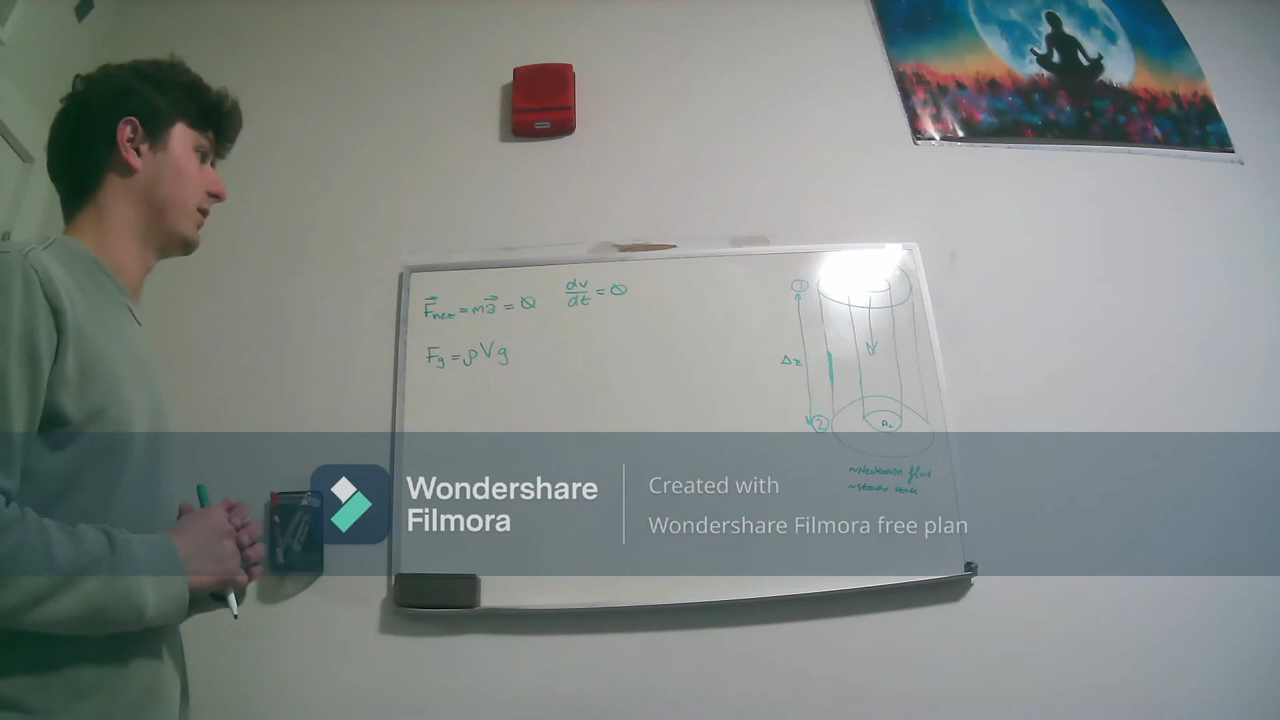 F⃗net = ma⃗ = 0 dv/dt = 0
Fg = ρVg
①
Δz
②
~Newtonian fluid
~Steady state
Wondershare
Filmora
Created with
Wondershare Filmora free plan